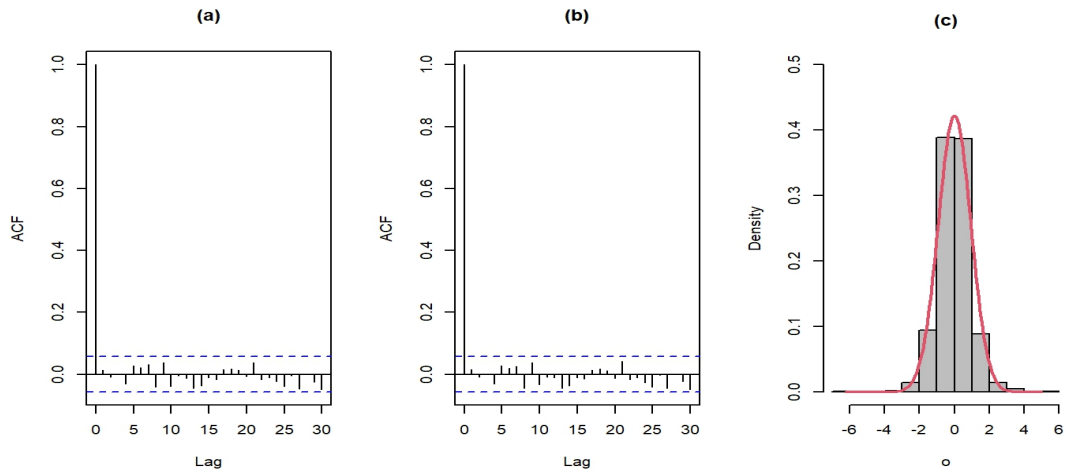 (a)
ACF
0.0 0.2 0.4 0.6 0.8 1.0
0 5 10 15 20 25 30
Lag
(b)
ACF
0.0 0.2 0.4 0.6 0.8 1.0
0 5 10 15 20 25 30
Lag
(c)
Density
0.0 0.1 0.2 0.3 0.4 0.5
-6 -4 -2 0 2 4 6
o